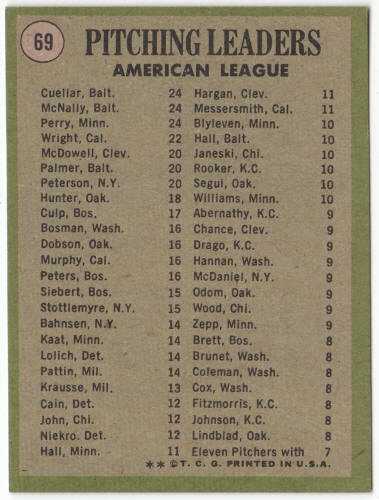 69
PITCHING LEADERS
AMERICAN LEAGUE
Cuellar, Balt. 24
McNally, Balt. 24
Perry, Minn. 24
Wright, Cal. 22
McDowell, Clev. 20
Palmer, Balt. 20
Peterson, N.Y. 20
Hunter, Oak. 18
Culp, Bos. 17
Bosman, Wash. 16
Dobson, Oak. 16
Murphy, Cal. 16
Peters, Bos. 16
Siebert, Bos. 15
Stottlemyre, N.Y. 15
Bahnsen, N.Y. 14
Kaat, Minn. 14
Lolich, Det. 14
Pattin, Mil. 14
Krausse, Mil. 13
Cain, Det. 12
John, Chi. 12
Niekro. Det. 12
Hall, Minn. 11
Hargan, Clev. 11
Messersmith, Cal. 11
Blyleven, Minn. 10
Hall, Balt. 10
Janeski, Chi. 10
Rooker, K.C. 10
Segui, Oak. 10
Williams, Minn. 10
Abernathy, K.C. 9
Chance, Clev. 9
Drago, K.C. 9
Hannan, Wash. 9
McDaniel, N.Y. 9
Odom, Oak. 9
Wood, Chi. 9
Zepp, Minn. 9
Brett, Bos. 8
Brunet, Wash. 8
Coleman, Wash. 8
Cox, Wash. 8
Fitzmorris, K.C. 8
Johnson, K.C. 8
Lindblad, Oak. 8
Eleven Pitchers with 7
** © T. C. G. PRINTED IN U.S.A.